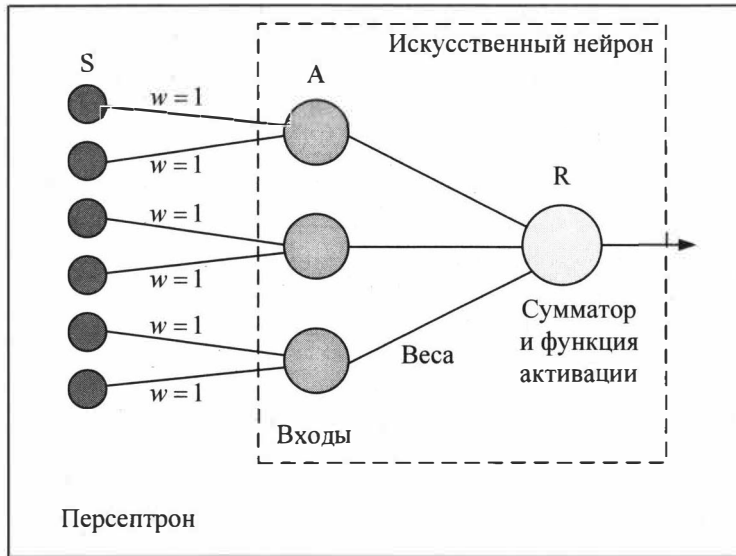 Искусственный нейрон
S
A
w = 1
w = 1
R
w = 1
w = 1
w = 1
w = 1
Сумматор
и функция
активации
Веса
Входы
Персептрон